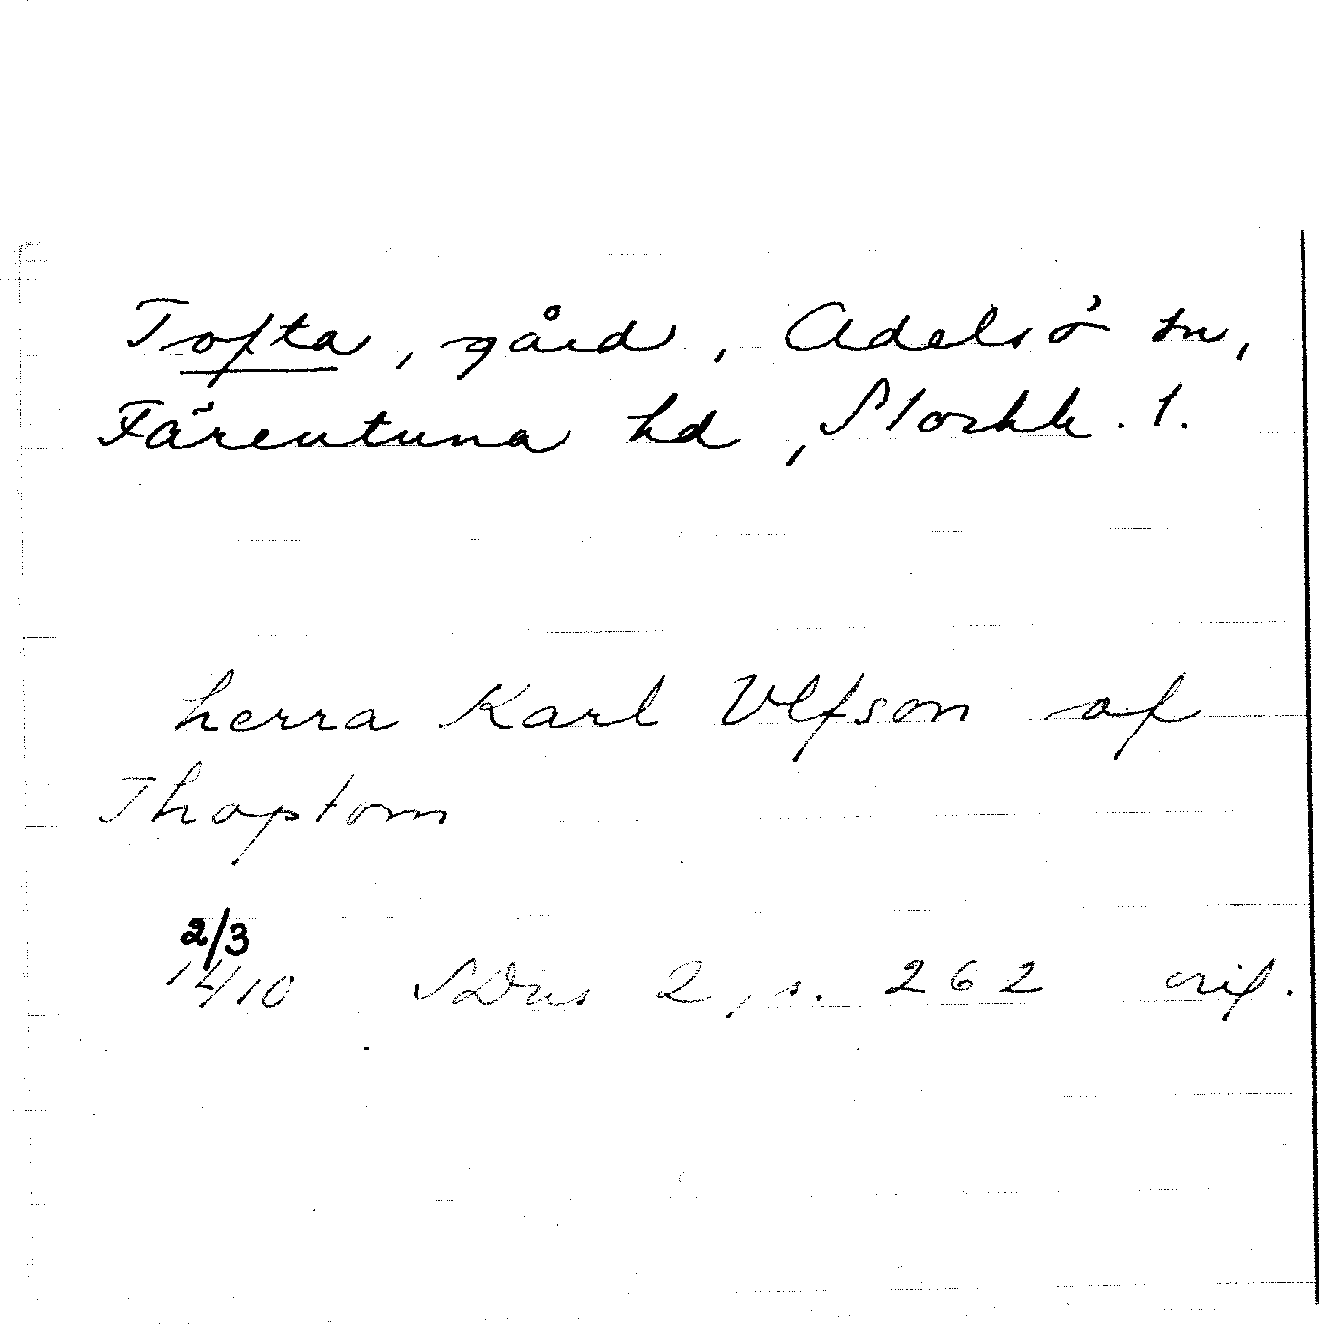 Tofta, gård, Adelsö sn,
Färentuna hd, Stockh. l.
herra Karl Vlfson af
Thoptom
2/3
14/10 SDns 2, s. 262 orig.